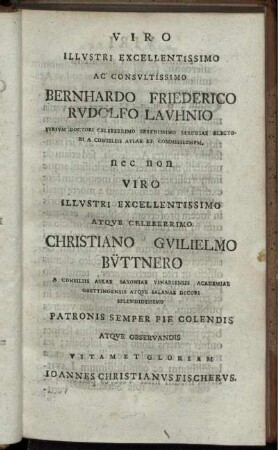 VIRO
ILLVSTRI EXCELLENTISSIMO
AC CONSVLTISSIMO
BERNHARDO FRIEDERICO
RVDOLFO LAVHNIO
IVRIVM DOCTORI CELEBERRIMO SERENISSIMO SAXONIAE ELECTO-
RI A CONSILIIS AVLAE ET COMMISSIONVM,
nec non
VIRO
ILLVSTRI EXCELLENTISSIMO
ATQVE CELEBERRIMO
CHRISTIANO GVILIELMO
BÜTTNERO
A CONSILIIS AVLAE SAXONIAE VINARIENSIS ACADEMIAE
GOETTINGENSIS ATQVE SALANAE DECORI
SPLENDIDISSIMO
PATRONIS SEMPER PIE COLENDIS
ATQVE OBSERVANDIS
VITAM ET GLORIAM
IOANNES CHRISTIANVS FISCHERVS.